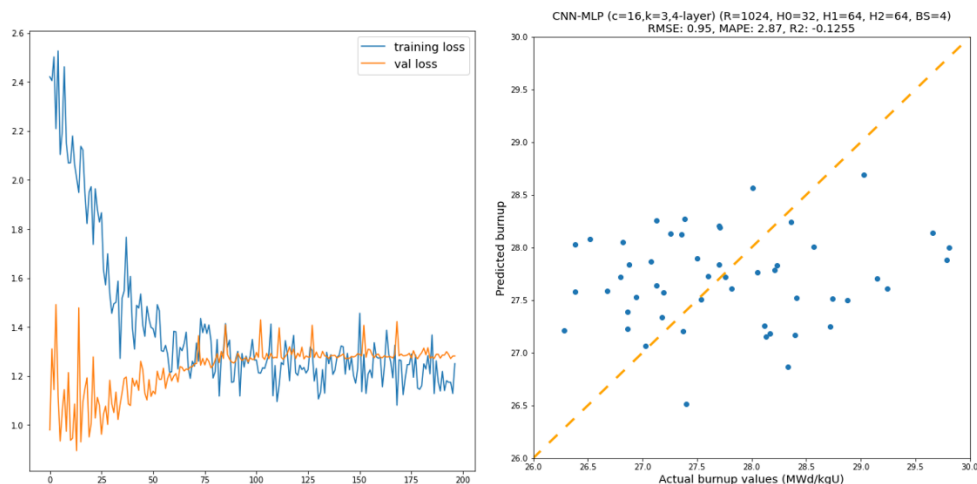 2.6
2.4
2.2
2.0
1.8
1.6
1.4
1.2
1.0
0 25 50 75 100 125 150 175 200
training loss
val loss
CNN-MLP (c=16,k=3,4-layer) (R=1024, H0=32, H1=64, H2=64, BS=4)
RMSE: 0.95, MAPE: 2.87, R2: -0.1255
30.0
29.5
29.0
28.5
28.0
27.5
27.0
26.5
26.0
Predicted burnup
26.0 26.5 27.0 27.5 28.0 28.5 29.0 29.5 30.0
Actual burnup values (MWd/kgU)